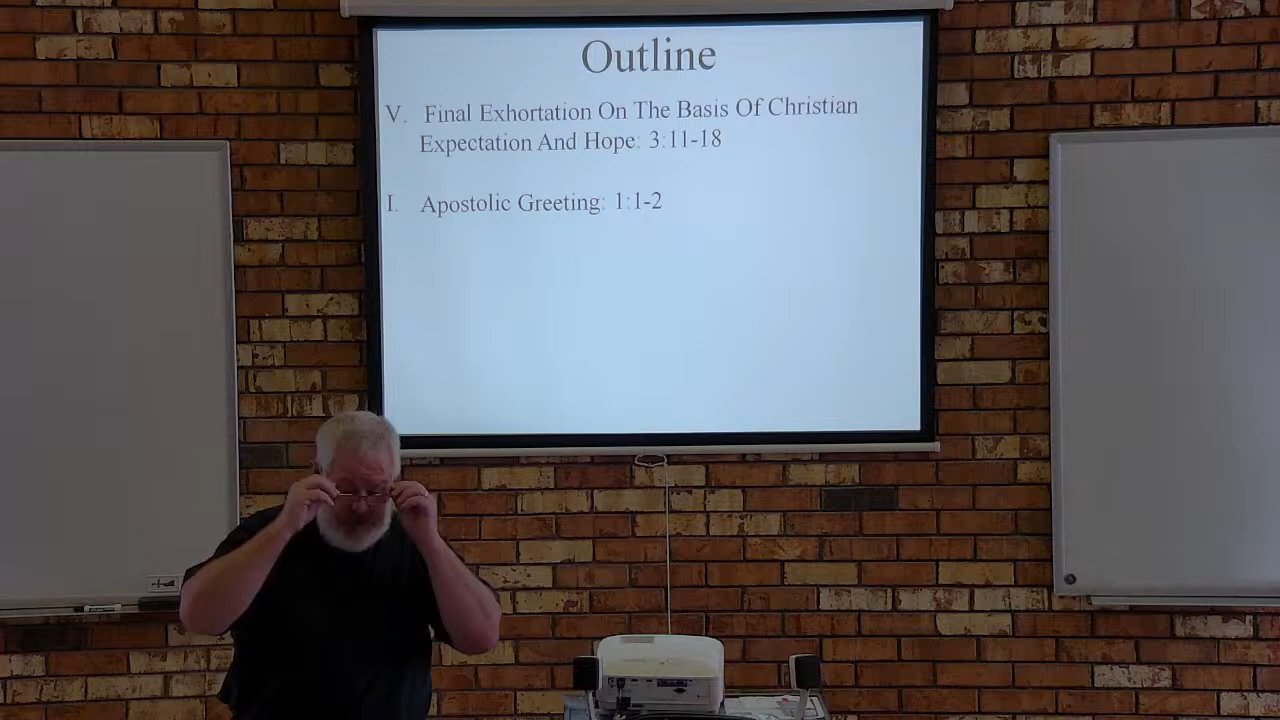 Outline
V. Final Exhortation On The Basis Of Christian
Expectation And Hope: 3:11-18
I. Apostolic Greeting: 1:1-2